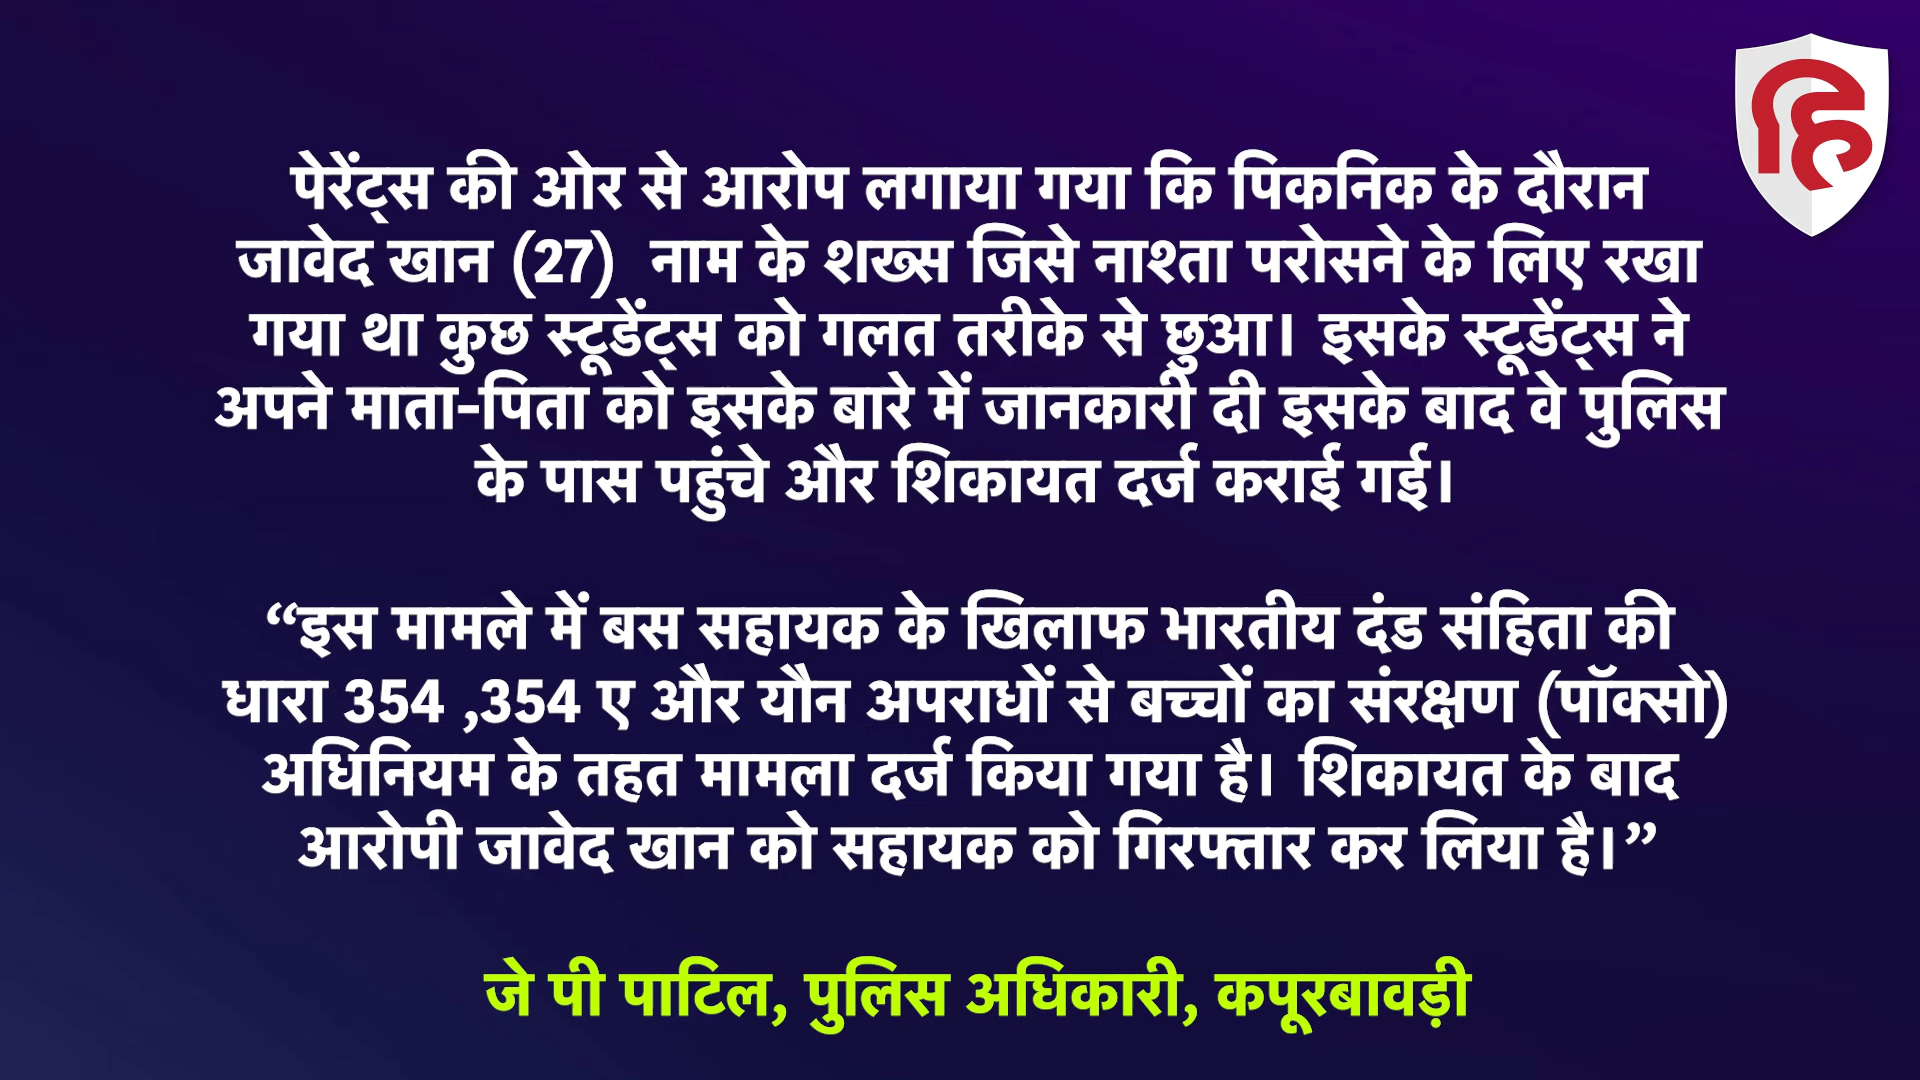 हि
पेरेंट्स की ओर से आरोप लगाया गया कि पिकनिक के दौरान
जावेद खान (27) नाम के शख्स जिसे नाश्ता परोसने के लिए रखा
गया था कुछ स्टूडेंट्स को गलत तरीके से छुआ। इसके स्टूडेंट्स ने
अपने माता-पिता को इसके बारे में जानकारी दी इसके बाद वे पुलिस
के पास पहुंचे और शिकायत दर्ज कराई गई।
“इस मामले में बस सहायक के खिलाफ भारतीय दंड संहिता की
धारा 354 ,354 ए और यौन अपराधों से बच्चों का संरक्षण (पॉक्सो)
अधिनियम के तहत मामला दर्ज किया गया है। शिकायत के बाद
आरोपी जावेद खान को सहायक को गिरफ्तार कर लिया है।”
जे पी पाटिल, पुलिस अधिकारी, कपूरबावड़ी